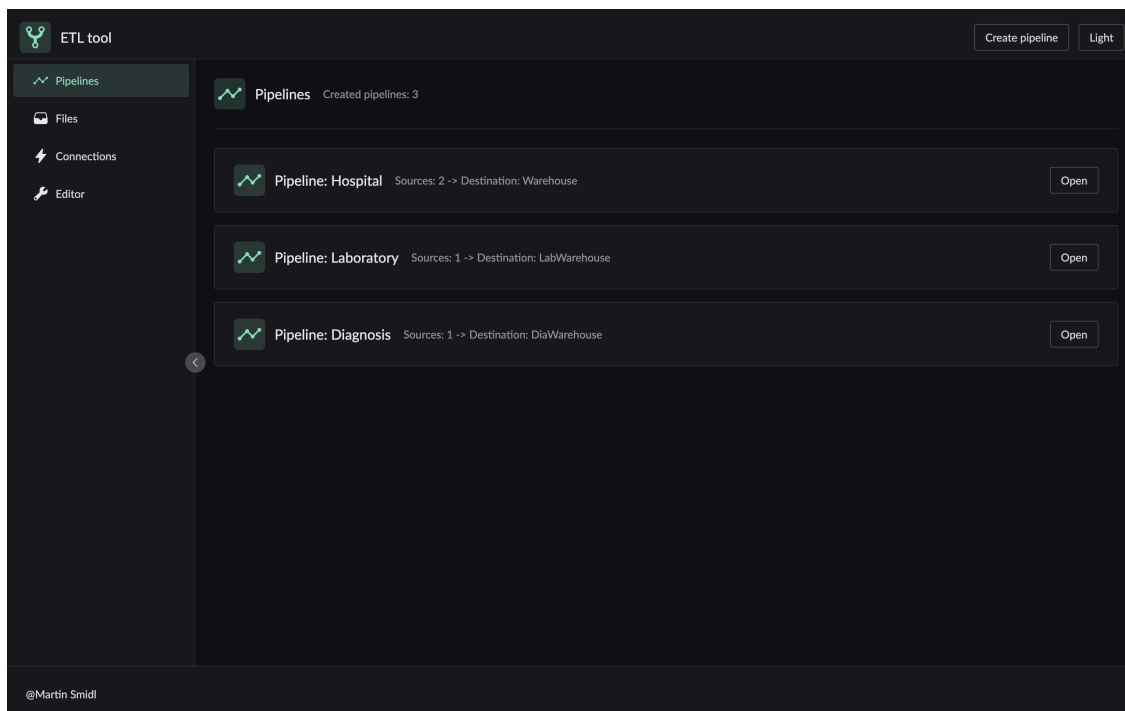 ETL tool
Create pipeline
Light
Pipelines
Files
Connections
Editor
Pipelines Created pipelines: 3
Pipeline: Hospital Sources: 2 -> Destination: Warehouse
Open
Pipeline: Laboratory Sources: 1 -> Destination: LabWarehouse
Open
Pipeline: Diagnosis Sources: 1 -> Destination: DiaWarehouse
Open
@Martin Smidl